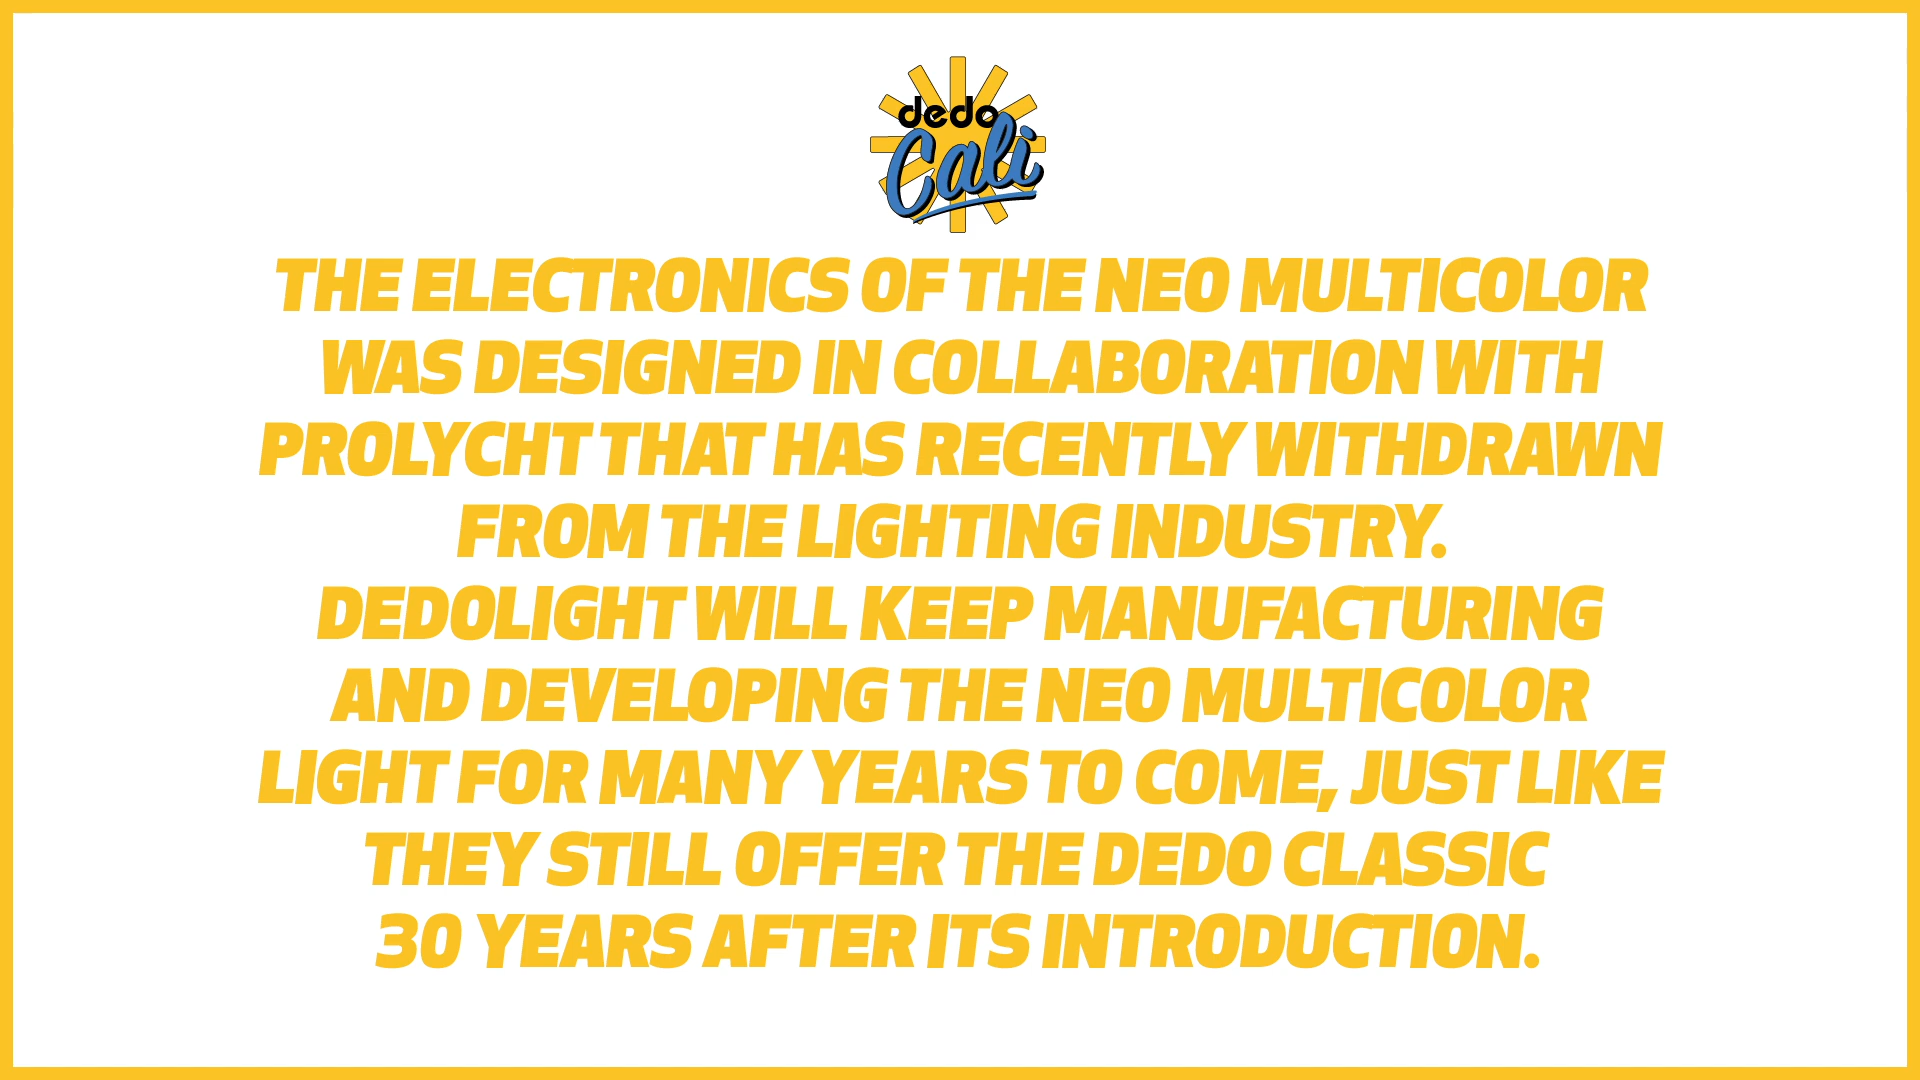 dedo
Cali
THE ELECTRONICS OF THE NEO MULTICOLOR
WAS DESIGNED IN COLLABORATION WITH
PROLYCHT THAT HAS RECENTLY WITHDRAWN
FROM THE LIGHTING INDUSTRY.
DEDOLIGHT WILL KEEP MANUFACTURING
AND DEVELOPING THE NEO MULTICOLOR
LIGHT FOR MANY YEARS TO COME, JUST LIKE
THEY STILL OFFER THE DEDO CLASSIC
30 YEARS AFTER ITS INTRODUCTION.